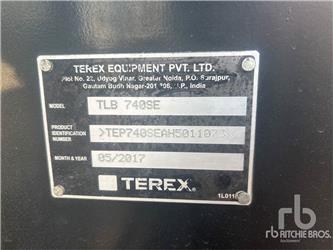 TEREX EQUIPMENT PVT. LTD.
Plot No. 22, Udyog Vihar, Greater Noida, P.O. Surajpur,
Gautam Budh Nagar-201 306, U.P., India
MODEL
TLB 740SE
PRODUCT
IDENTIFICATION
NUMBER
MONTH & YEAR
05/2017
TEREX
rb
RITCHIE BROS.